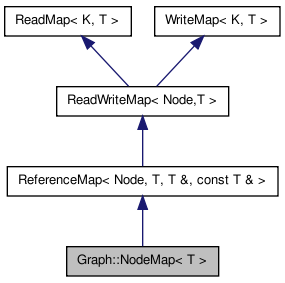 ReadMap< K, T >
WriteMap< K, T >
ReadWriteMap< Node,T >
ReferenceMap< Node, T, T &, const T & >
Graph::NodeMap< T >